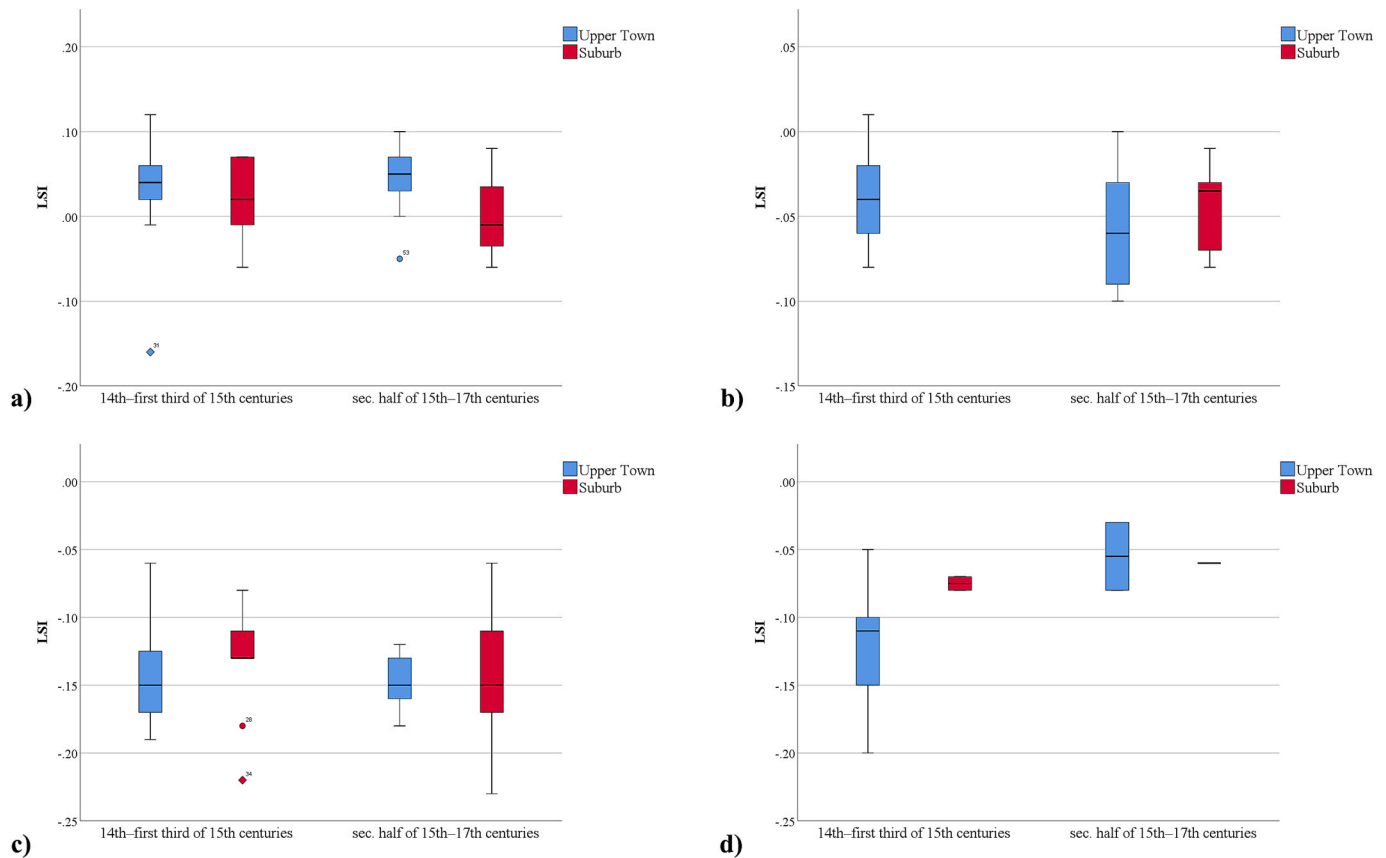 Upper Town
Suburb
.20
.10
.00
-.10
-.20
LSI
31
53
14th–first third of 15th centuries
sec. half of 15th–17th centuries
a)
Upper Town
Suburb
.05
.00
-.05
-.10
-.15
LSI
14th–first third of 15th centuries
sec. half of 15th–17th centuries
b)
Upper Town
Suburb
.00
-.05
-.10
-.15
-.20
-.25
LSI
28
34
14th–first third of 15th centuries
sec. half of 15th–17th centuries
c)
Upper Town
Suburb
.00
-.05
-.10
-.15
-.20
-.25
LSI
14th–first third of 15th centuries
sec. half of 15th–17th centuries
d)